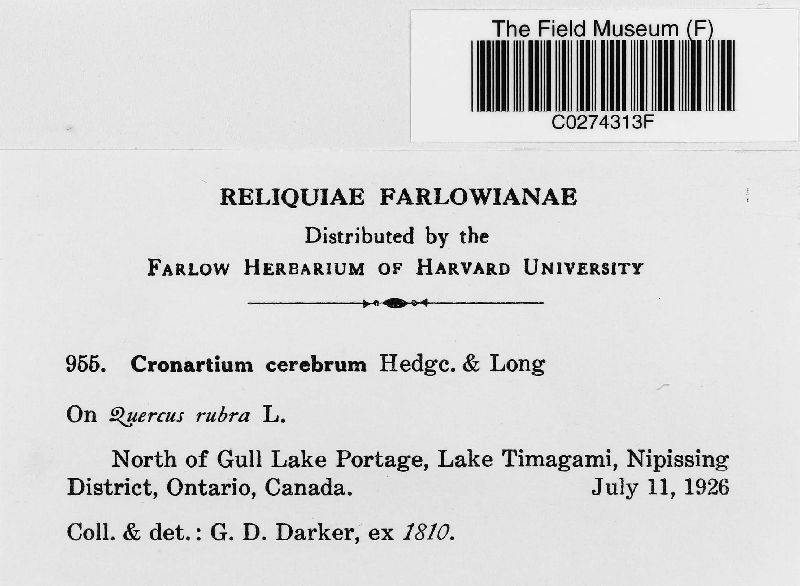 The Field Museum (F)
C0274313F
RELIQUIAE FARLOWIANAE
Distributed by the
FARLOW HERBARIUM OF HARVARD UNIVERSITY
955. Cronartium cerebrum Hedgc. & Long
On Quercus rubra L.
North of Gull Lake Portage, Lake Timagami, Nipissing
District, Ontario, Canada. July 11, 1926
Coll. & det.: G. D. Darker, ex 1810.